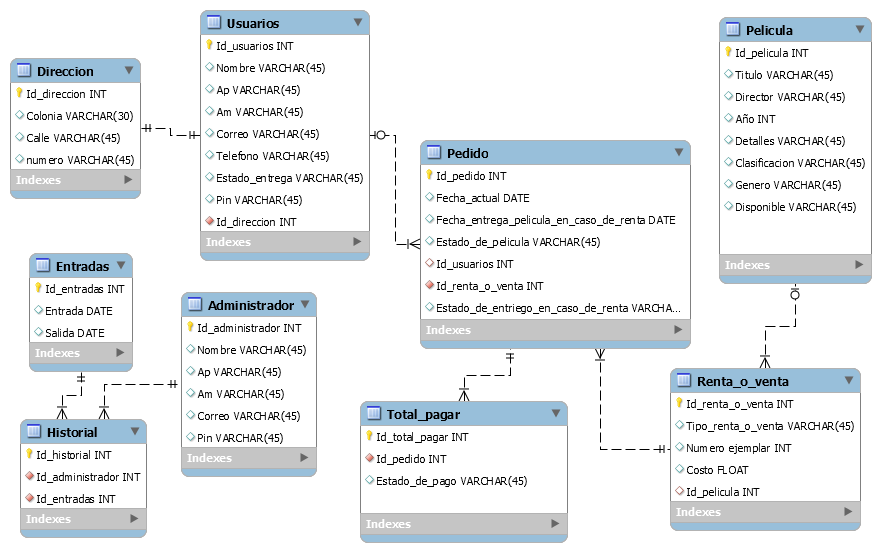 Direccion
Id_direccion INT
Colonia VARCHAR(30)
Calle VARCHAR(45)
numero VARCHAR(45)
Indexes
Usuarios
Id_usuarios INT
Nombre VARCHAR(45)
Ap VARCHAR(45)
Am VARCHAR(45)
Correo VARCHAR(45)
Telefono VARCHAR(45)
Estado_entrega VARCHAR(45)
Pin VARCHAR(45)
Id_direccion INT
Indexes
Pedido
Id_pedido INT
Fecha_actual DATE
Fecha_entrega_pelicula_en_caso_de_renta DATE
Estado_de_pelicula VARCHAR(45)
Id_usuarios INT
Id_renta_o_venta INT
Estado_de_entriego_en_caso_de_renta VARCHA...
Indexes
Pelicula
Id_pelicula INT
Titulo VARCHAR(45)
Director VARCHAR(45)
Año INT
Detalles VARCHAR(45)
Clasificacion VARCHAR(45)
Genero VARCHAR(45)
Disponible VARCHAR(45)
Indexes
Entradas
Id_entradas INT
Entrada DATE
Salida DATE
Indexes
Administrador
Id_administrador INT
Nombre VARCHAR(45)
Ap VARCHAR(45)
Am VARCHAR(45)
Correo VARCHAR(45)
Pin VARCHAR(45)
Indexes
Historial
Id_historial INT
Id_administrador INT
Id_entradas INT
Indexes
Total_pagar
Id_total_pagar INT
Id_pedido INT
Estado_de_pago VARCHAR(45)
Indexes
Renta_o_venta
Id_renta_o_venta INT
Tipo_renta_o_venta VARCHAR(45)
Numero ejemplar INT
Costo FLOAT
Id_pelicula INT
Indexes